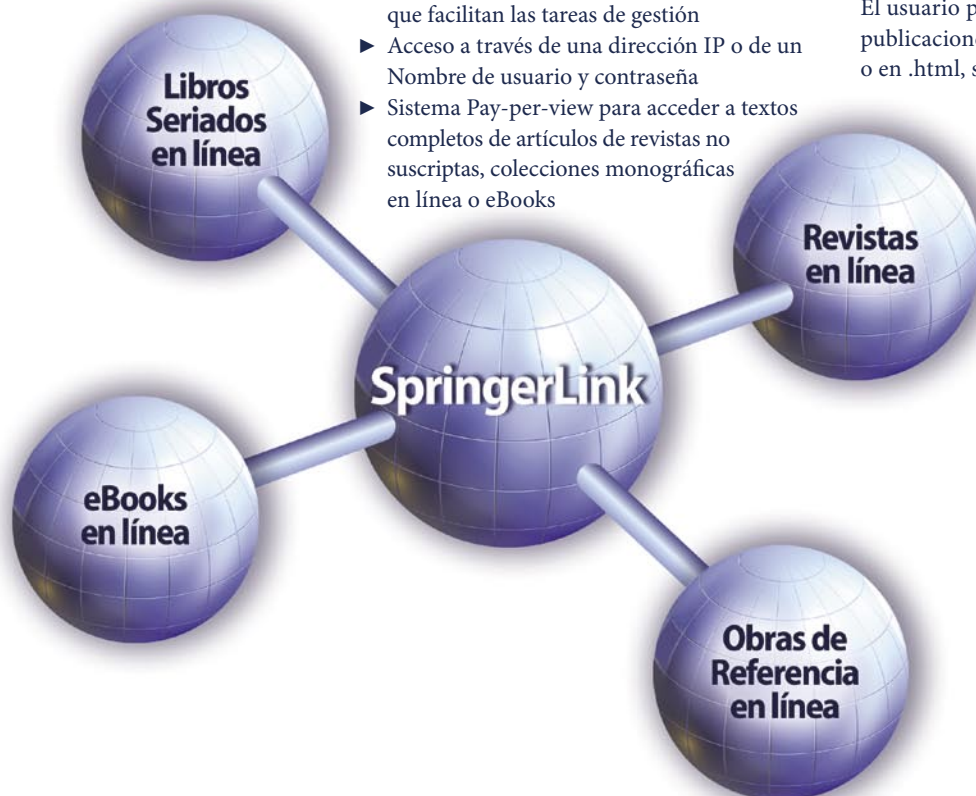 que facilitan las tareas de gestión
► Acceso a través de una dirección IP o de un
Nombre de usuario y contraseña
► Sistema Pay-per-view para acceder a textos
completos de artículos de revistas no
suscriptas, colecciones monográficas
en línea o eBooks
El usuario
publicacione
o en .html,
Libros
Seriados
en línea
Revistas
en línea
SpringerLink
eBooks
en línea
Obras de
Referencia
en línea